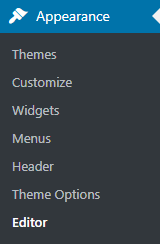 Appearance
Themes
Customize
Widgets
Menus
Header
Theme Options
Editor